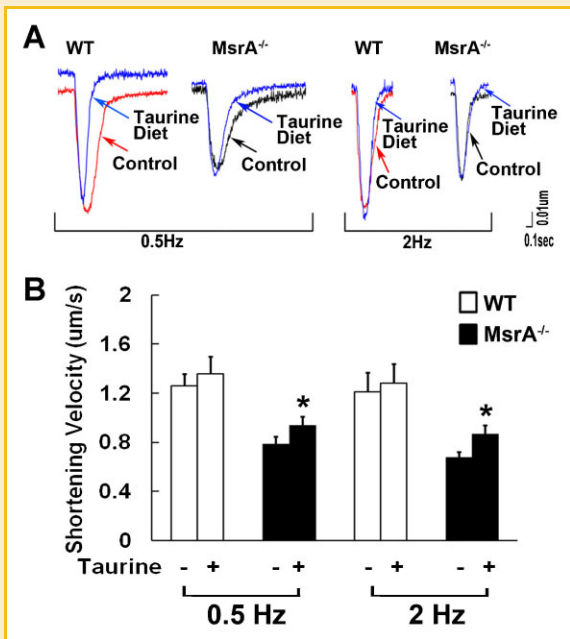 A
WT
MsrA-/-
WT
MsrA-/-
Taurine
Diet
Control
Taurine
Diet
Control
Taurine
Diet
Control
Taurine
Diet
Control
0.01um
0.1sec
0.5Hz
2Hz
B
Shortening Velocity (um/s)
2
1.6
1.2
0.8
0.4
0
WT
MsrA-/-
*
*
Taurine - + - + - + - +
0.5 Hz
2 Hz